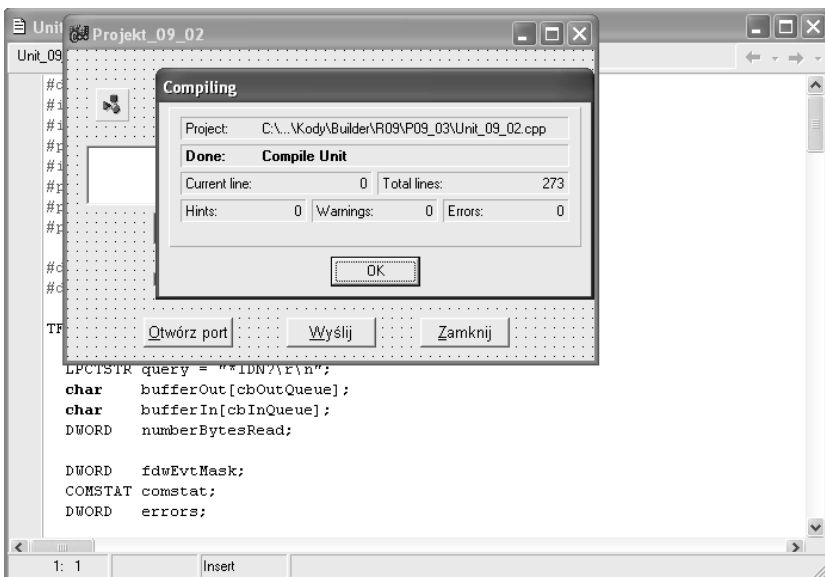 Unit
Projekt_09_02
Unit_09
Compiling
Project: C:\...\Kody\Builder\R09\P09_03\Unit_09_02.cpp
Done: Compile Unit
Current line: 0 Total lines: 273
Hints: 0 Warnings: 0 Errors: 0
OK
#d
#i
#i
#p
#i
#p
#p
#p
#d
#d
TF
Otwórz port Wyślij Zamknij
LPCTSTR query = "*IDN?\r\n";
char bufferOut[cbOutQueue];
char bufferIn[cbInQueue];
DWORD numberBytesRead;
DWORD fdwEvtMask;
COMSTAT comstat;
DWORD errors;
1: 1 Insert